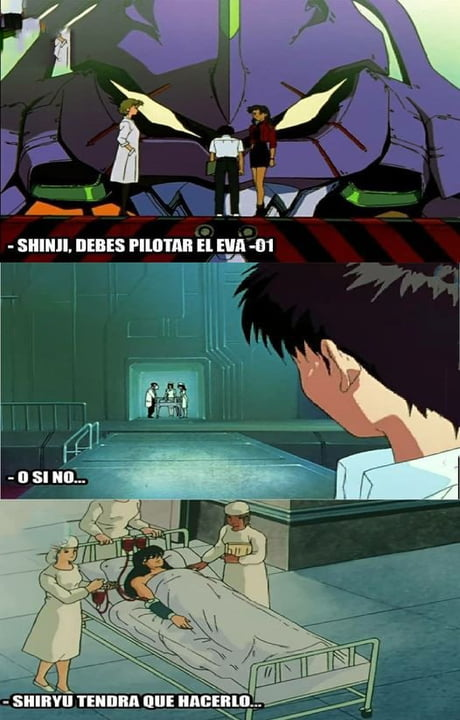 - SHINJI, DEBES PILOTAR EL EVA -01
- O SI NO...
- SHIRYU TENDRA QUE HACERLO...